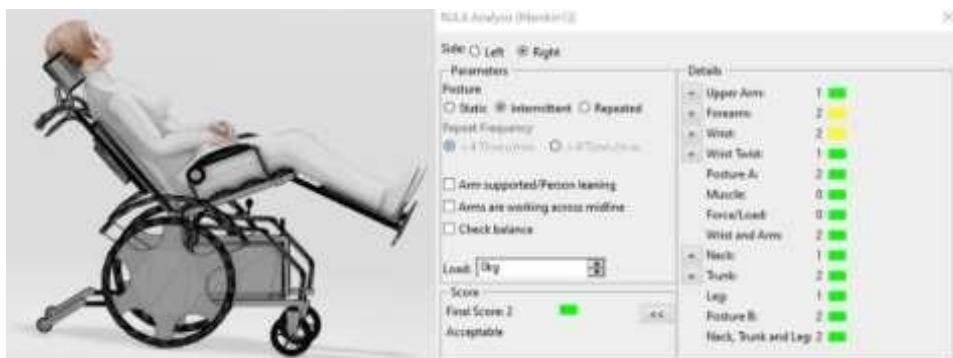 RULA Analysis (Manikin1)
Side: Left Right
Parameters
Posture
Static Intermittent Repeated
Repeat Frequency
Arm supported/Person leaning
Arms are working across midline
Check balance
Load: 0kg
Score
Final Score: 2
<<
Acceptable
Details
+ Upper Arm: 1
+ Forearm: 2
+ Wrist: 2
+ Wrist Twist: 1
Posture A: 2
Muscle: 0
Force/Load: 0
Wrist and Arm: 2
+ Neck: 1
+ Trunk: 2
Leg: 1
Posture B: 2
Neck, Trunk and Leg: 2